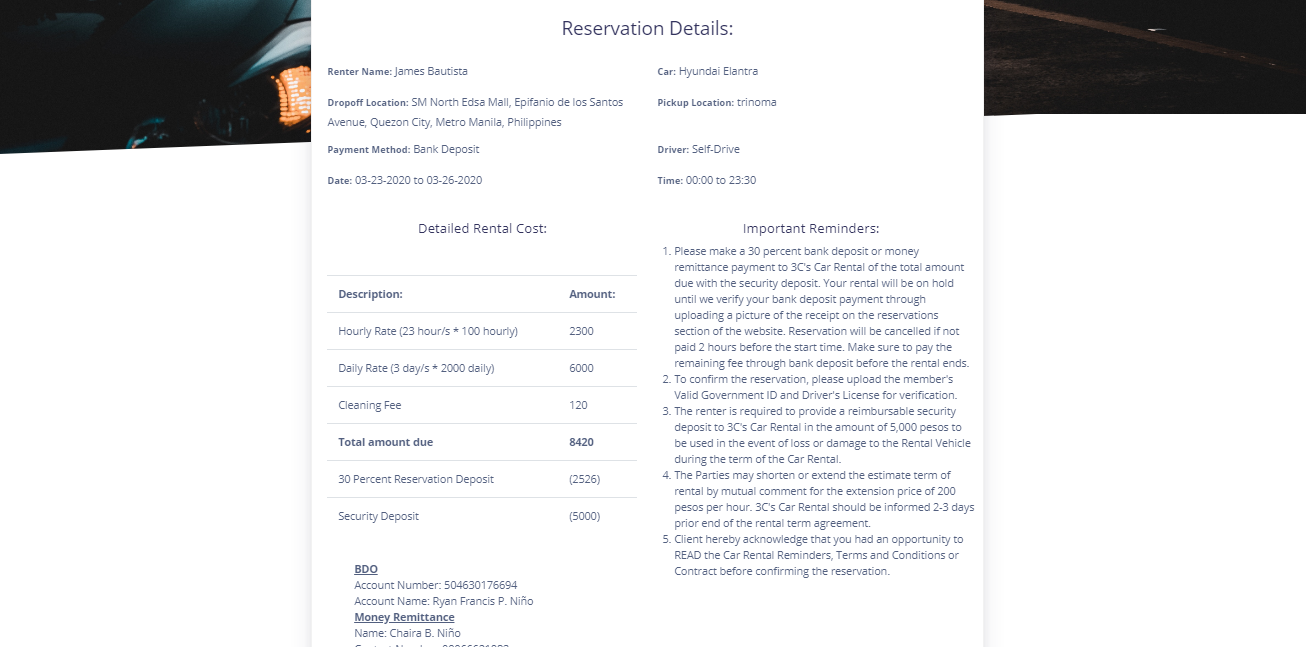 Reservation Details:
Renter Name: James Bautista
Car: Hyundai Elantra
Dropoff Location: SM North Edsa Mall, Epifanio de los Santos
Avenue, Quezon City, Metro Manila, Philippines
Pickup Location: trinoma
Payment Method: Bank Deposit
Driver: Self-Drive
Date: 03-23-2020 to 03-26-2020
Time: 00:00 to 23:30
Detailed Rental Cost:
Description: Amount:
Hourly Rate (23 hour/s * 100 hourly) 2300
Daily Rate (3 day/s * 2000 daily) 6000
Cleaning Fee 120
Total amount due 8420
30 Percent Reservation Deposit (2526)
Security Deposit (5000)
BDO
Account Number: 504630176694
Account Name: Ryan Francis P. Niño
Money Remittance
Name: Chaira B. Niño
Important Reminders:
1. Please make a 30 percent bank deposit or money
remittance payment to 3C's Car Rental of the total amount
due with the security deposit. Your rental will be on hold
until we verify your bank deposit payment through
uploading a picture of the receipt on the reservations
section of the website. Reservation will be cancelled if not
paid 2 hours before the start time. Make sure to pay the
remaining fee through bank deposit before the rental ends.
2. To confirm the reservation, please upload the member's
Valid Government ID and Driver's License for verification.
3. The renter is required to provide a reimbursable security
deposit to 3C's Car Rental in the amount of 5,000 pesos to
be used in the event of loss or damage to the Rental Vehicle
during the term of the Car Rental.
4. The Parties may shorten or extend the estimate term of
rental by mutual comment for the extension price of 200
pesos per hour. 3C's Car Rental should be informed 2-3 days
prior end of the rental term agreement.
5. Client hereby acknowledge that you had an opportunity to
READ the Car Rental Reminders, Terms and Conditions or
Contract before confirming the reservation.